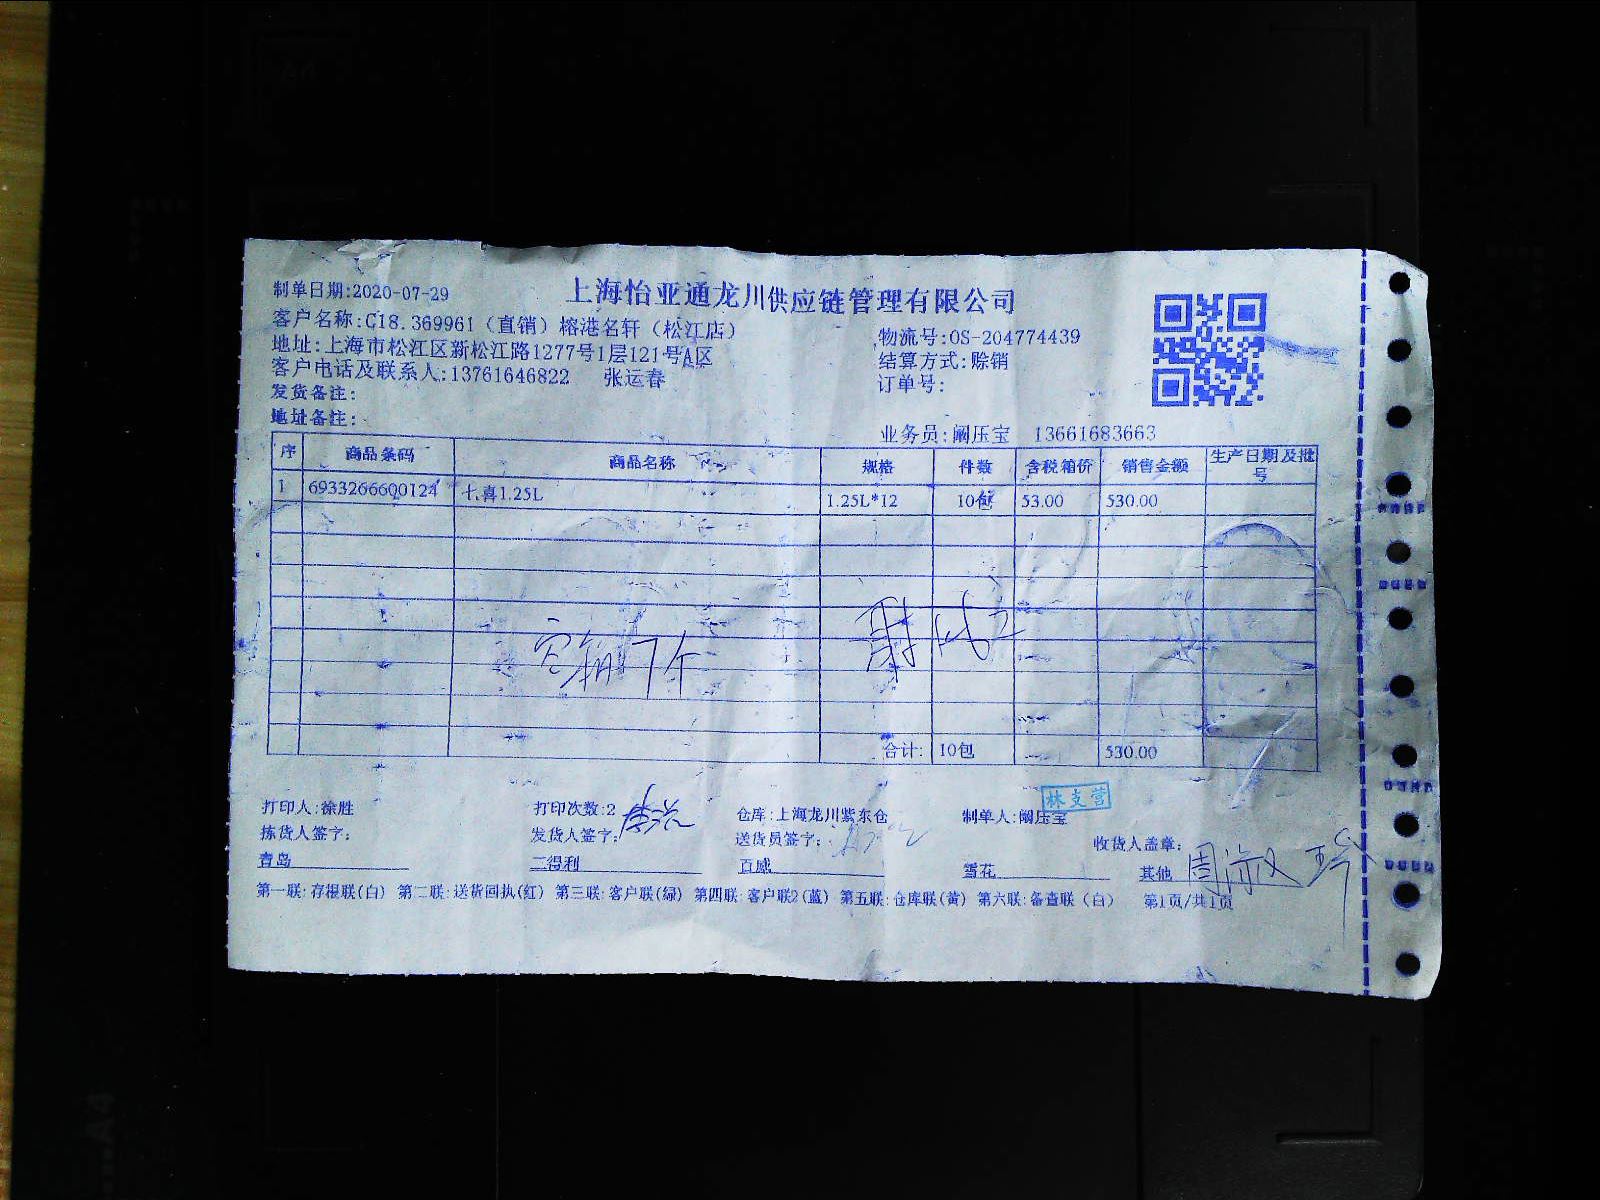 上海怡亚通龙川供应链管理有限公司
制单日期:2020-07-29
客户名称:C18.369961（直销）榕港名轩（松江店）
物流号:OS-204774439
地址:上海市松江区新松江路1277号1层121号A区
结算方式:赊销
客户电话及联系人:13761646822 张运春
订单号:
发货备注:
地址备注:
业务员:阚压宝 13661683663
序 商品条码 商品名称 规格 件数 含税箱价 销售金额 生产日期及批号
1 6933266600124 七喜1.25L 1.25L*12 10包 53.00 530.00
合计: 10包 530.00
林支营
打印人:徐胜 打印次数:2 仓库:上海龙川紫东仓 制单人:阚压宝
拣货人签字: 发货人签字: 送货员签字: 收货人盖章:
青岛 二得利 百威 雪花 其他
第一联:存根联(白) 第二联:送货回执(红) 第三联:客户联(绿) 第四联:客户联2(蓝) 第五联:仓库联(黄) 第六联:备查联（白） 第1页/共1页
A4